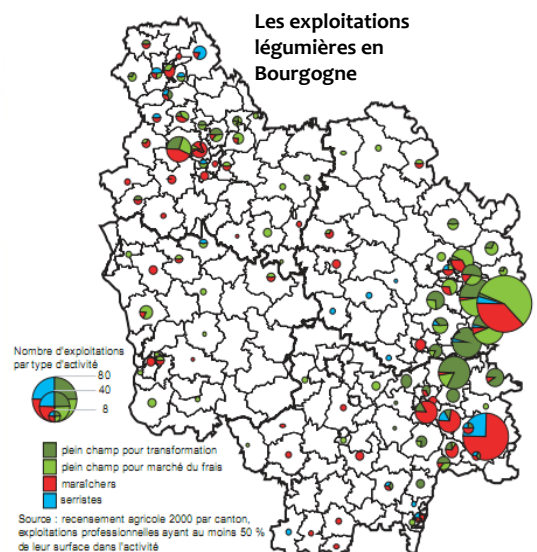 Les exploitations
légumières en
Bourgogne
Nombre d'exploitations
par type d'activité
80
40
8
plein champ pour transformation
plein champ pour marché du frais
maraîchers
serristes
Source : recensement agricole 2000 par canton,
exploitations professionnelles ayant au moins 50 %
de leur surface dans l'activité